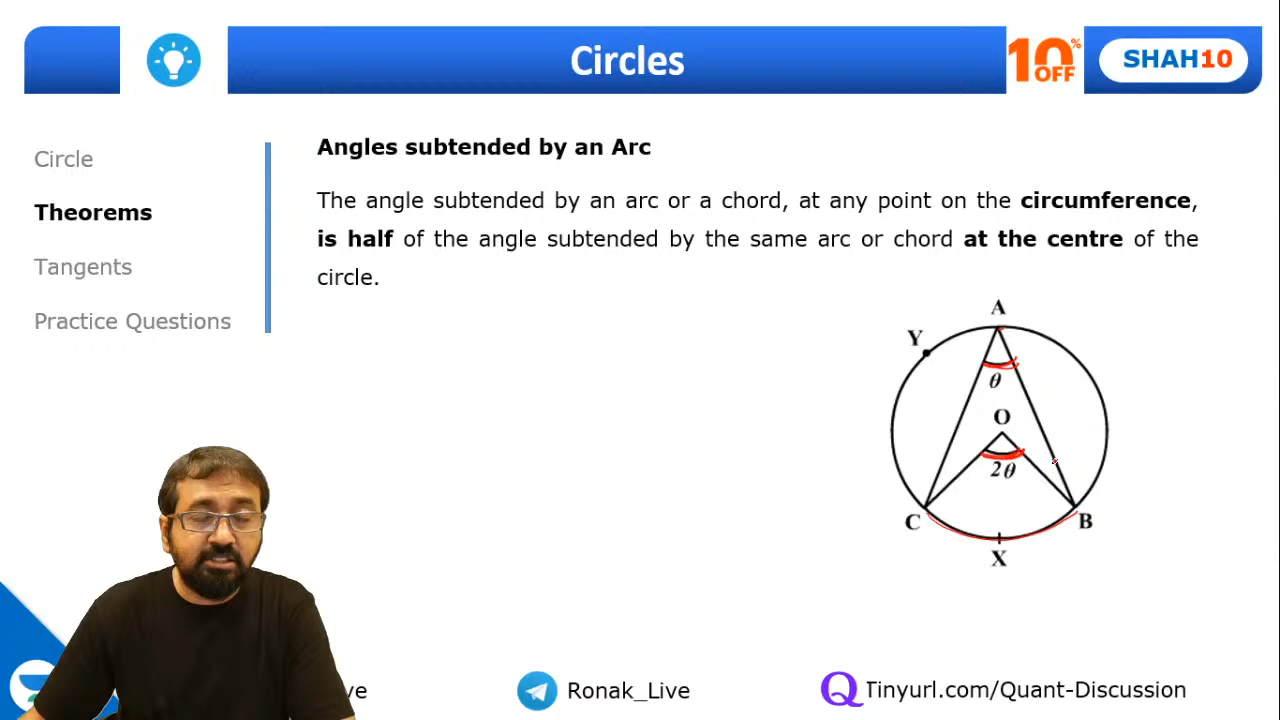 Circles
10%
OFF
SHAH10
Circle
Theorems
Tangents
Practice Questions
Angles subtended by an Arc
The angle subtended by an arc or a chord, at any point on the circumference,
is half of the angle subtended by the same arc or chord at the centre of the
circle.
A
Y
θ
O
2θ
C
B
X
ve
Ronak_Live
Tinyurl.com/Quant-Discussion